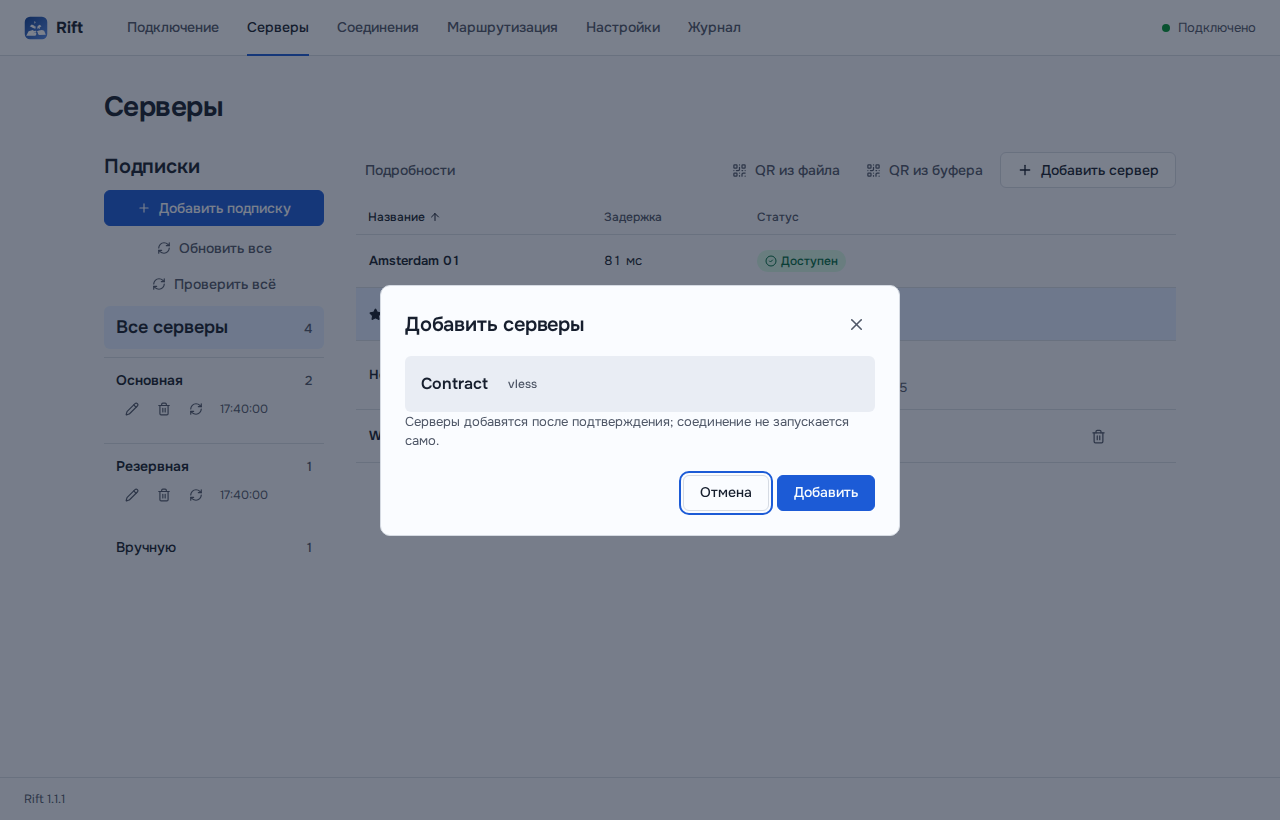 Rift
Подключение
Серверы
Соединения
Маршрутизация
Настройки
Журнал
Подключено
Серверы
Подписки
Добавить подписку
Обновить все
Проверить всё
Все серверы 4
Основная 2
17:40:00
Резервная 1
17:40:00
Вручную 1
Подробности
QR из файла
QR из буфера
Добавить сервер
Название ↑ Задержка Статус
Amsterdam 01 81 мс Доступен
5
Добавить серверы
Contract vless
Серверы добавятся после подтверждения; соединение не запускается
само.
Отмена
Добавить
Rift 1.1.1